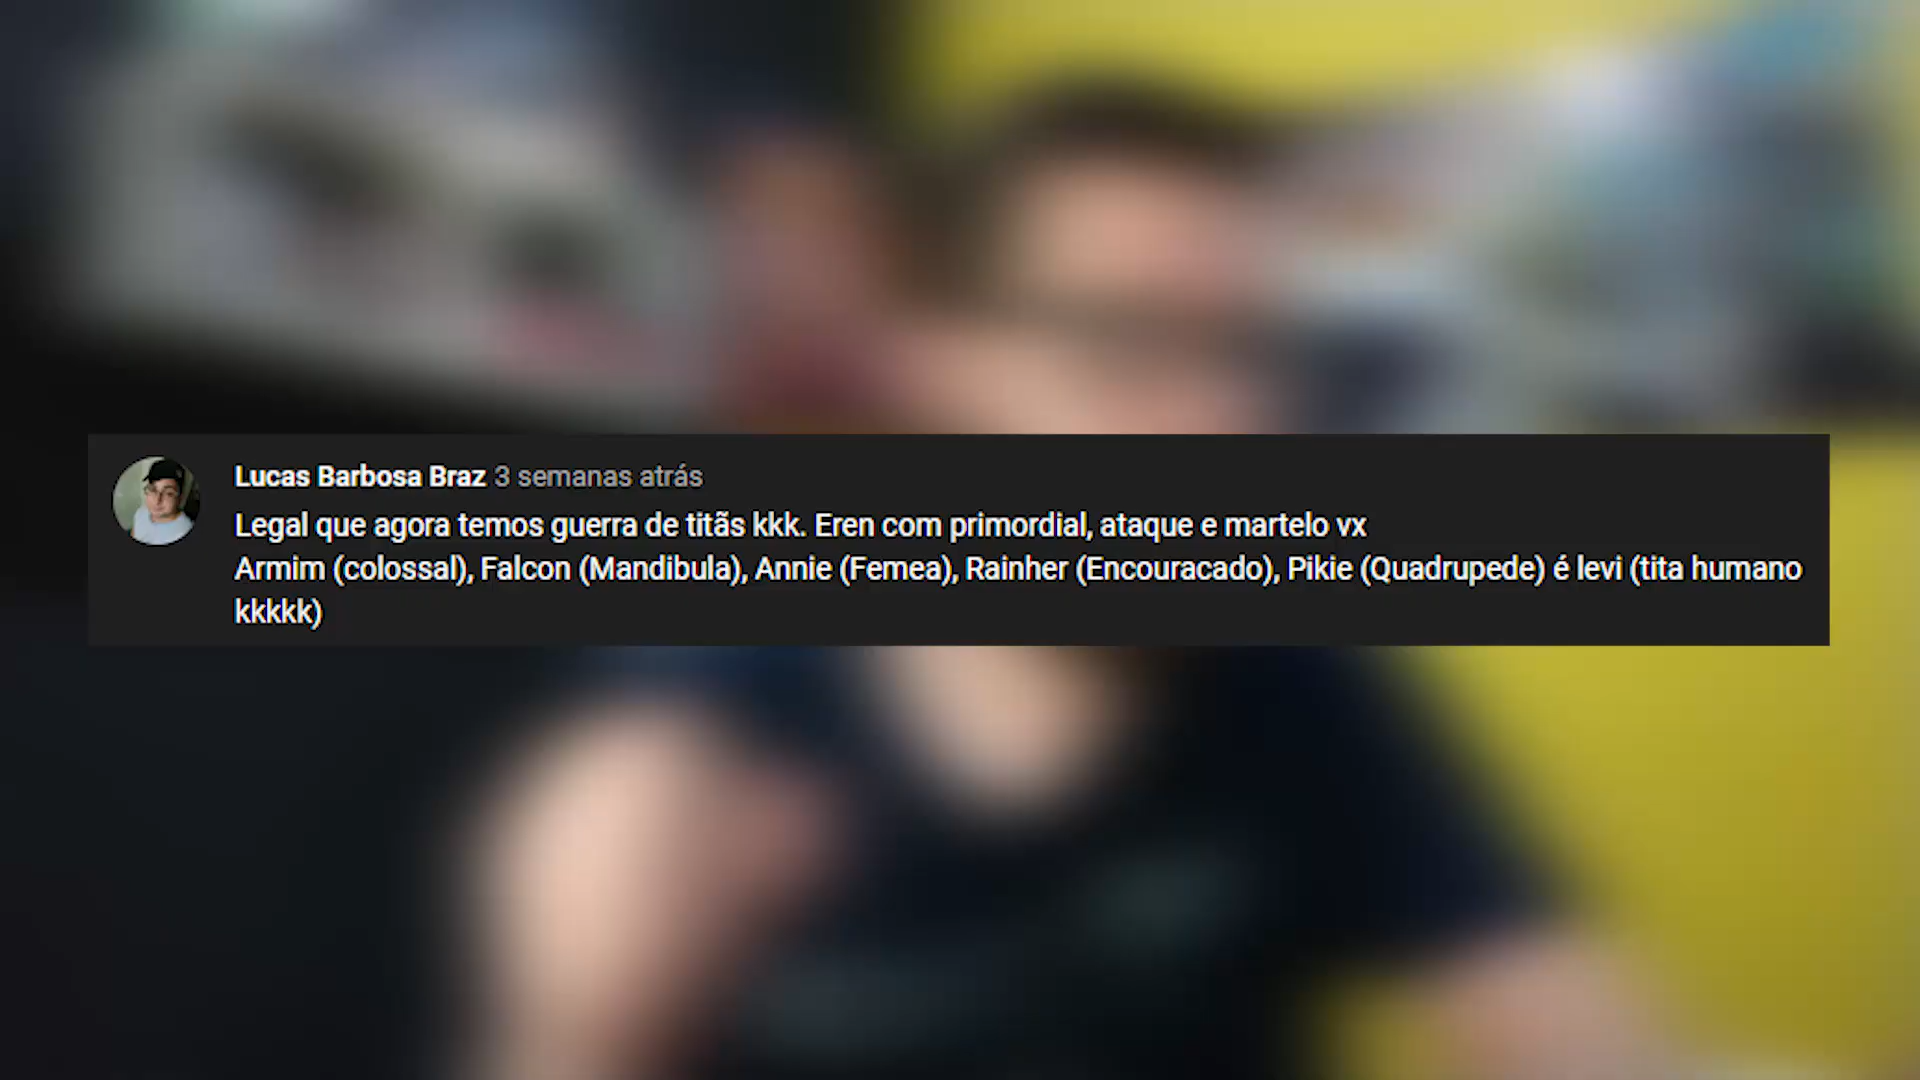 Lucas Barbosa Braz 3 semanas atrás
Legal que agora temos guerra de titãs kkk. Eren com primordial, ataque e martelo vx
Armim (colossal), Falcon (Mandibula), Annie (Femea), Rainher (Encouracado), Pikie (Quadrupede) é levi (tita humano
kkkkk)